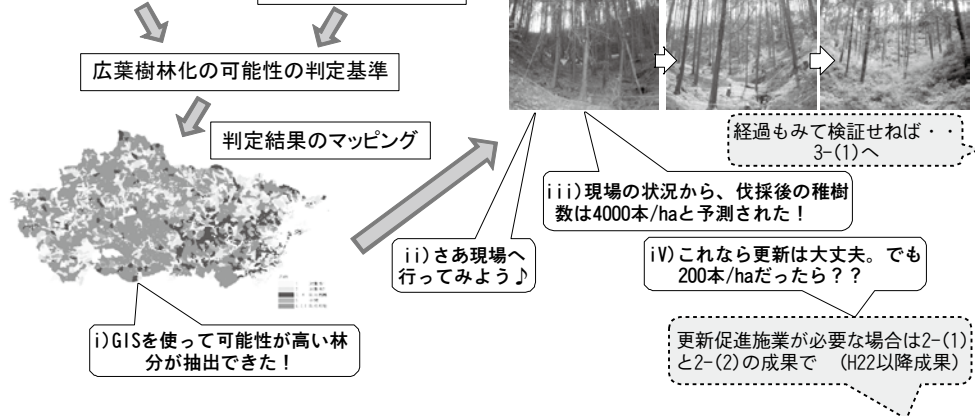 広葉樹林化の可能性の判定基準
判定結果のマッピング
経過もみて検証せねば・・
3-(1)へ
iii)現場の状況から、伐採後の稚樹
数は4000本/haと予測された!
ii)さあ現場へ
行ってみよう♪
iV)これなら更新は大丈夫。でも
200本/haだったら??
i)GISを使って可能性が高い林
分が抽出できた!
更新促進施業が必要な場合は2-(1)
と2-(2)の成果で (H22以降成果)